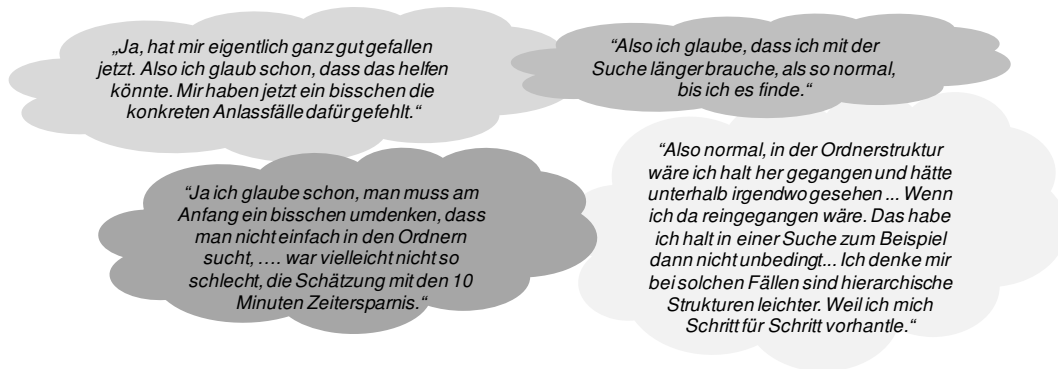 „Ja, hat mir eigentlich ganz gut gefallen
jetzt. Also ich glaub schon, dass das helfen
könnte. Mir haben jetzt ein bisschen die
konkreten Anlassfälle dafür gefehlt.“
“Also ich glaube, dass ich mit der
Suche länger brauche, als so normal,
bis ich es finde.“
“Ja ich glaube schon, man muss am
Anfang ein bisschen umdenken, dass
man nicht einfach in den Ordnern
sucht, …. war vielleicht nicht so
schlecht, die Schätzung mit den 10
Minuten Zeitersparnis.“
“Also normal, in der Ordnerstruktur
wäre ich halt her gegangen und hätte
unterhalb irgendwo gesehen ... Wenn
ich da reingegangen wäre. Das habe
ich halt in einer Suche zum Beispiel
dann nicht unbedingt... Ich denke mir
bei solchen Fällen sind hierarchische
Strukturen leichter. Weil ich mich
Schritt für Schritt vorhantle.“